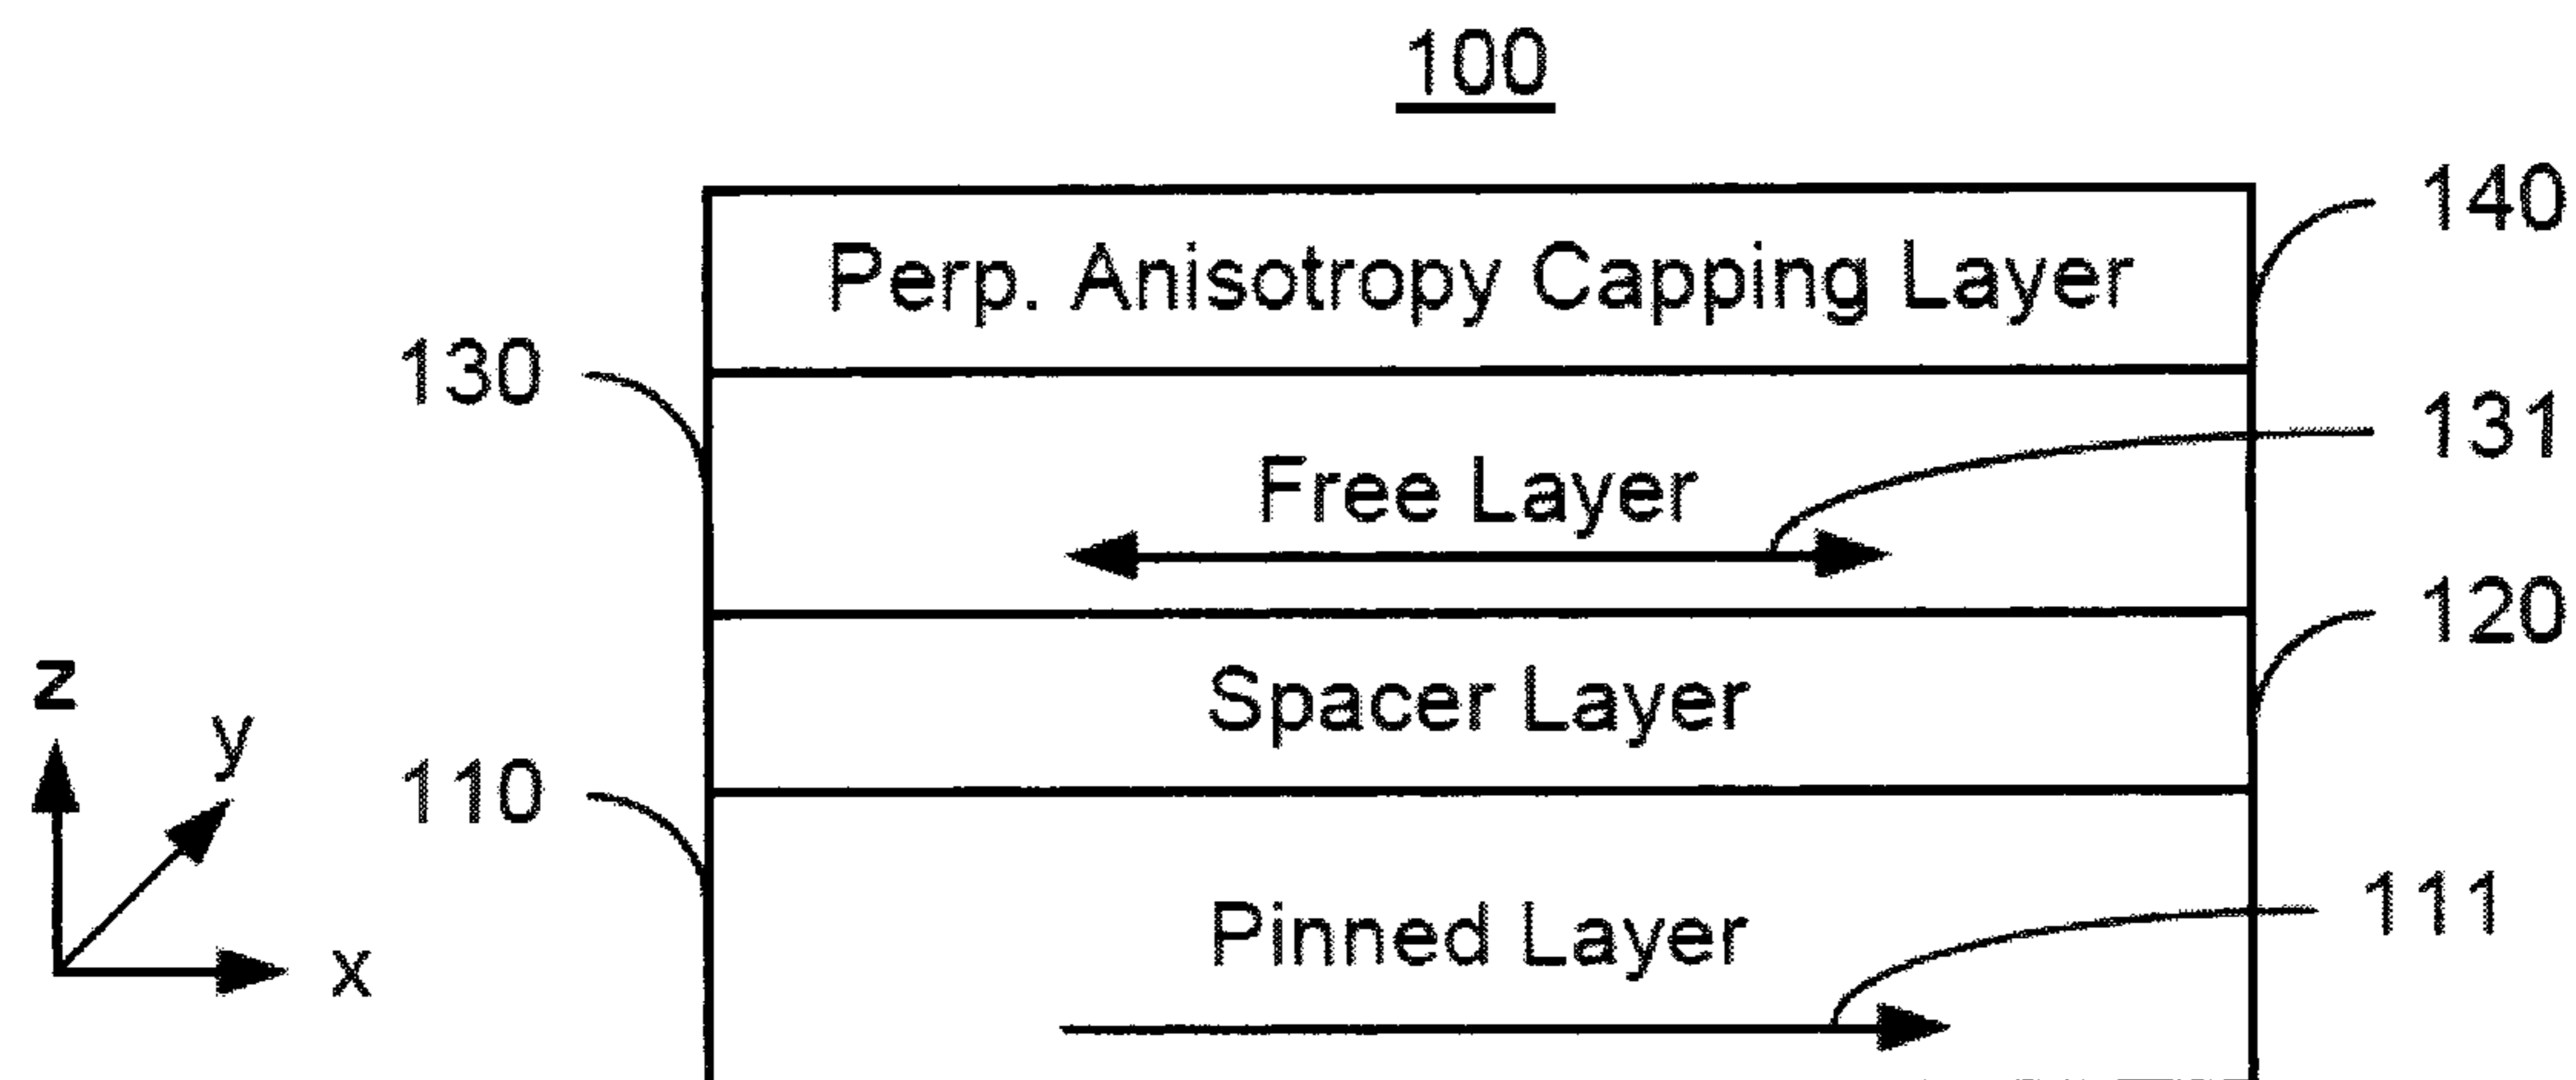 100
140
Perp. Anisotropy Capping Layer
130
131
Free Layer
120
z
Spacer Layer
y
110
111
Pinned Layer
x